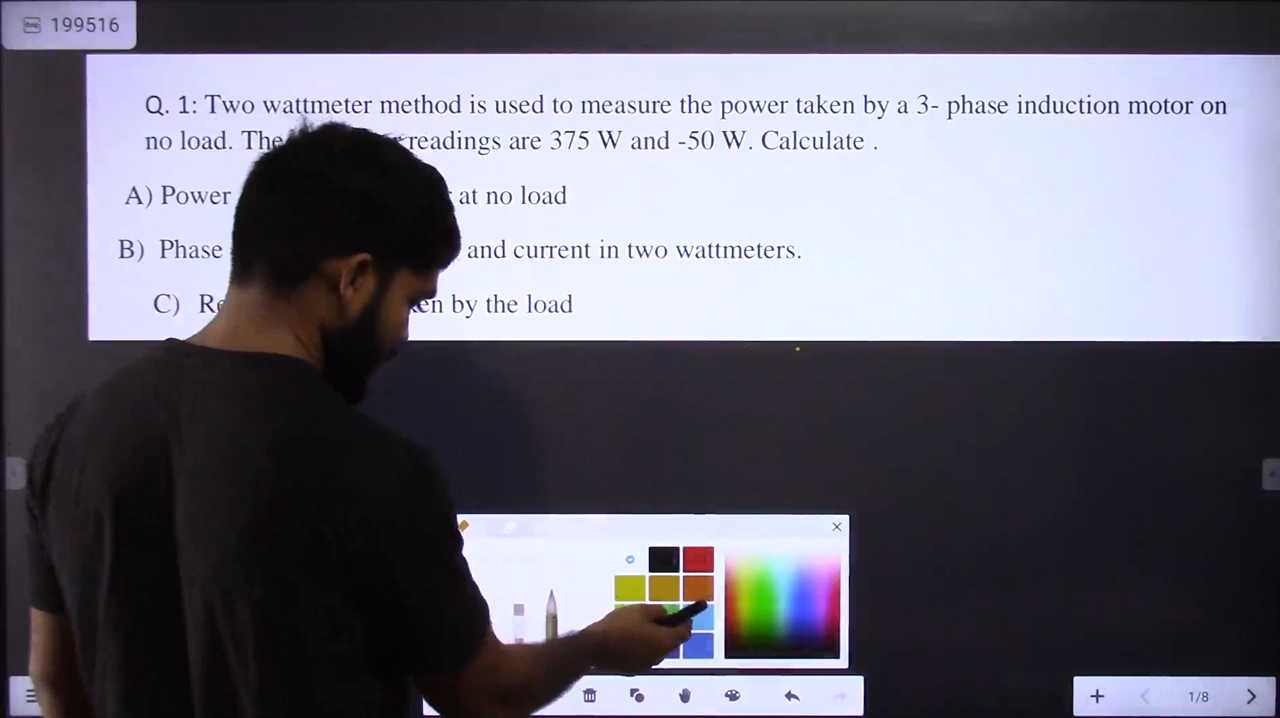 199516
Q. 1: Two wattmeter method is used to measure the power taken by a 3- phase induction motor on
no load. The readings are 375 W and -50 W. Calculate .
A) Power at no load
B) Phase and current in two wattmeters.
C) by the load
1/8